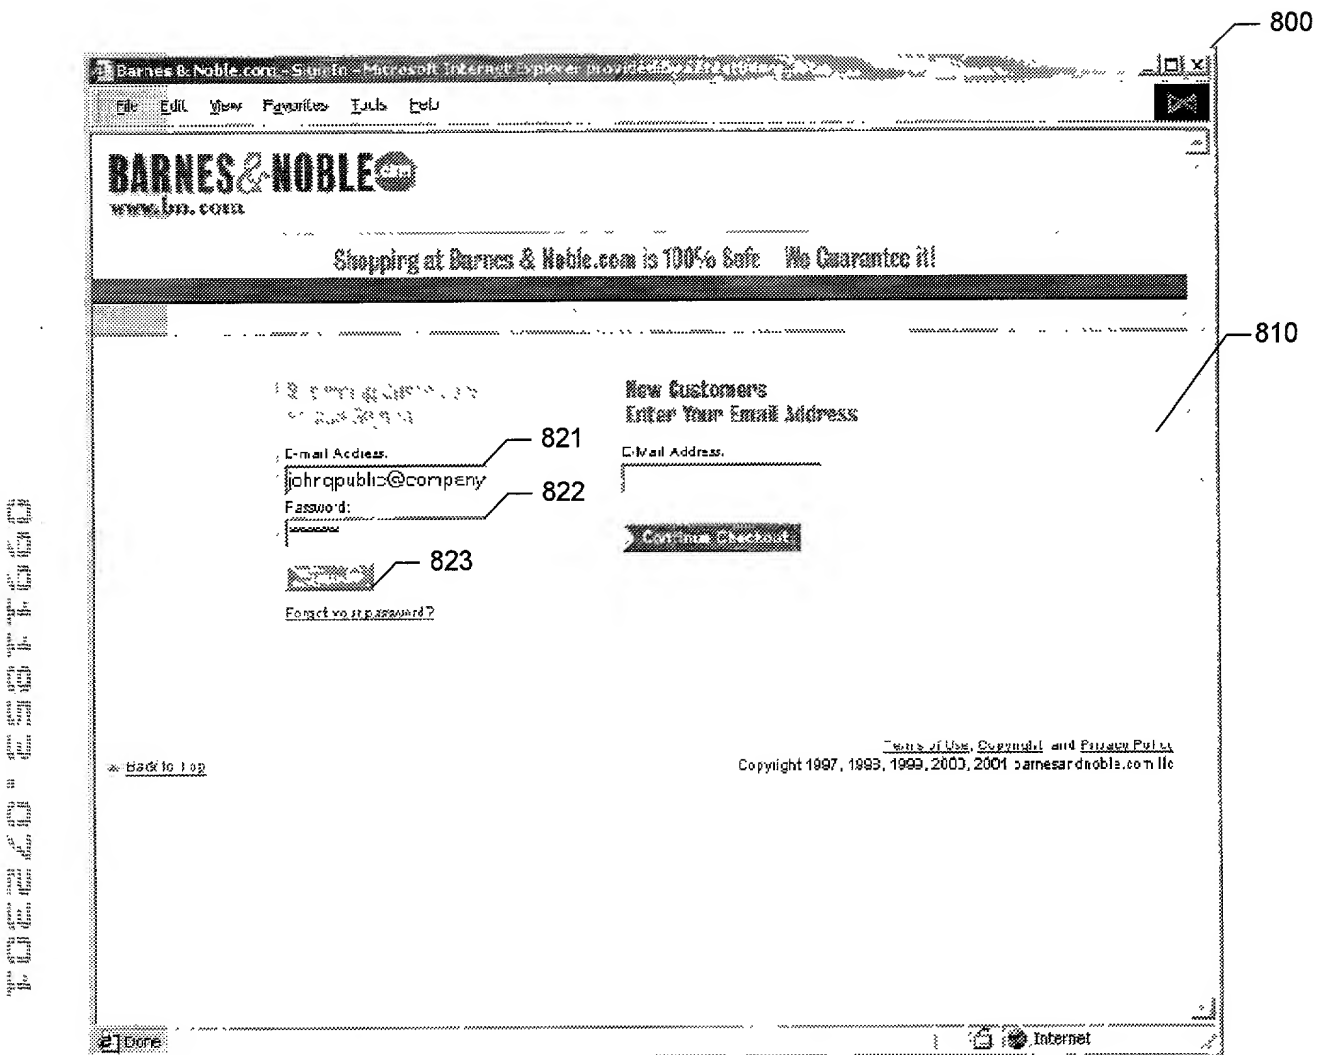 800
Barnes & Noble.com - Sign In - Microsoft Internet Explorer provided by
File Edit View Favorites Tools Help
BARNES & NOBLE .com
www.bn.com
Shopping at Barnes & Noble.com is 100% Safe We Guarantee it!
810
New Customers
Enter Your Email Address
E-mail Address:
821
E-Mail Address:
johnqpublic@company
Password:
822
Continue Checkout
823
Forgot your password?
Terms of Use, Copyright and Privacy Policy
Back to Top
Copyright 1997, 1998, 1999, 2000, 2001 barnesandnoble.com llc
Done
Internet